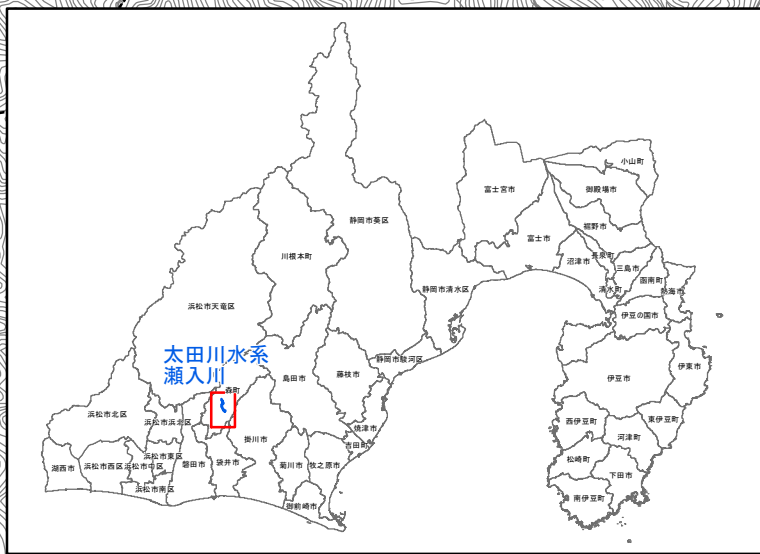 小山町
御殿場市
富士宮市
裾野市
静岡市葵区
富士市
川根本町
長泉町
沼津市
三島市
函南町
静岡市清水区
清水町
熱海市
浜松市天竜区
伊豆の国市
太田川水系
瀬入川
静岡市駿河区
伊東市
島田市
藤枝市
伊豆市
森町
浜松市北区
浜松市浜北区
西伊豆町
東伊豆町
焼津市
掛川市
河津町
吉田町
浜松市東区
松崎町
湖西市
浜松市西区
浜松市中区
磐田市
袋井市
菊川市
牧之原市
下田市
浜松市南区
南伊豆町
御前崎市